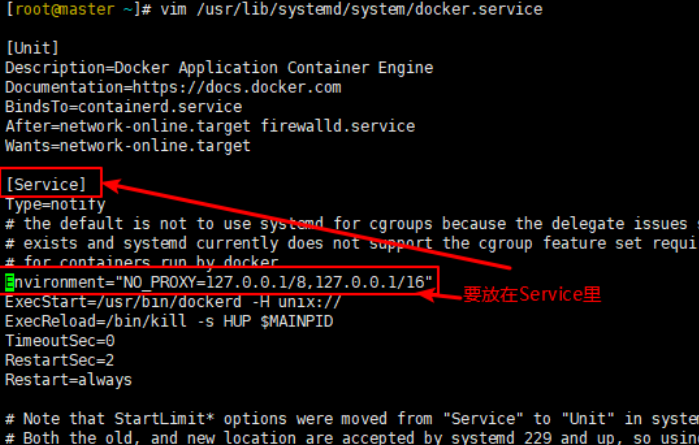 [root@master ~]# vim /usr/lib/systemd/system/docker.service
[Unit]
Description=Docker Application Container Engine
Documentation=https://docs.docker.com
BindsTo=containerd.service
After=network-online.target firewalld.service
Wants=network-online.target
[Service]
Type=notify
# the default is not to use systemd for cgroups because the delegate issues s
# exists and systemd currently does not support the cgroup feature set requi
# for containers run by docker
Environment="NO_PROXY=127.0.0.1/8,127.0.0.1/16"
ExecStart=/usr/bin/dockerd -H unix://
要放在Service里
ExecReload=/bin/kill -s HUP $MAINPID
TimeoutSec=0
RestartSec=2
Restart=always
# Note that StartLimit* options were moved from "Service" to "Unit" in system
# Both the old, and new location are accepted by systemd 229 and up, so using